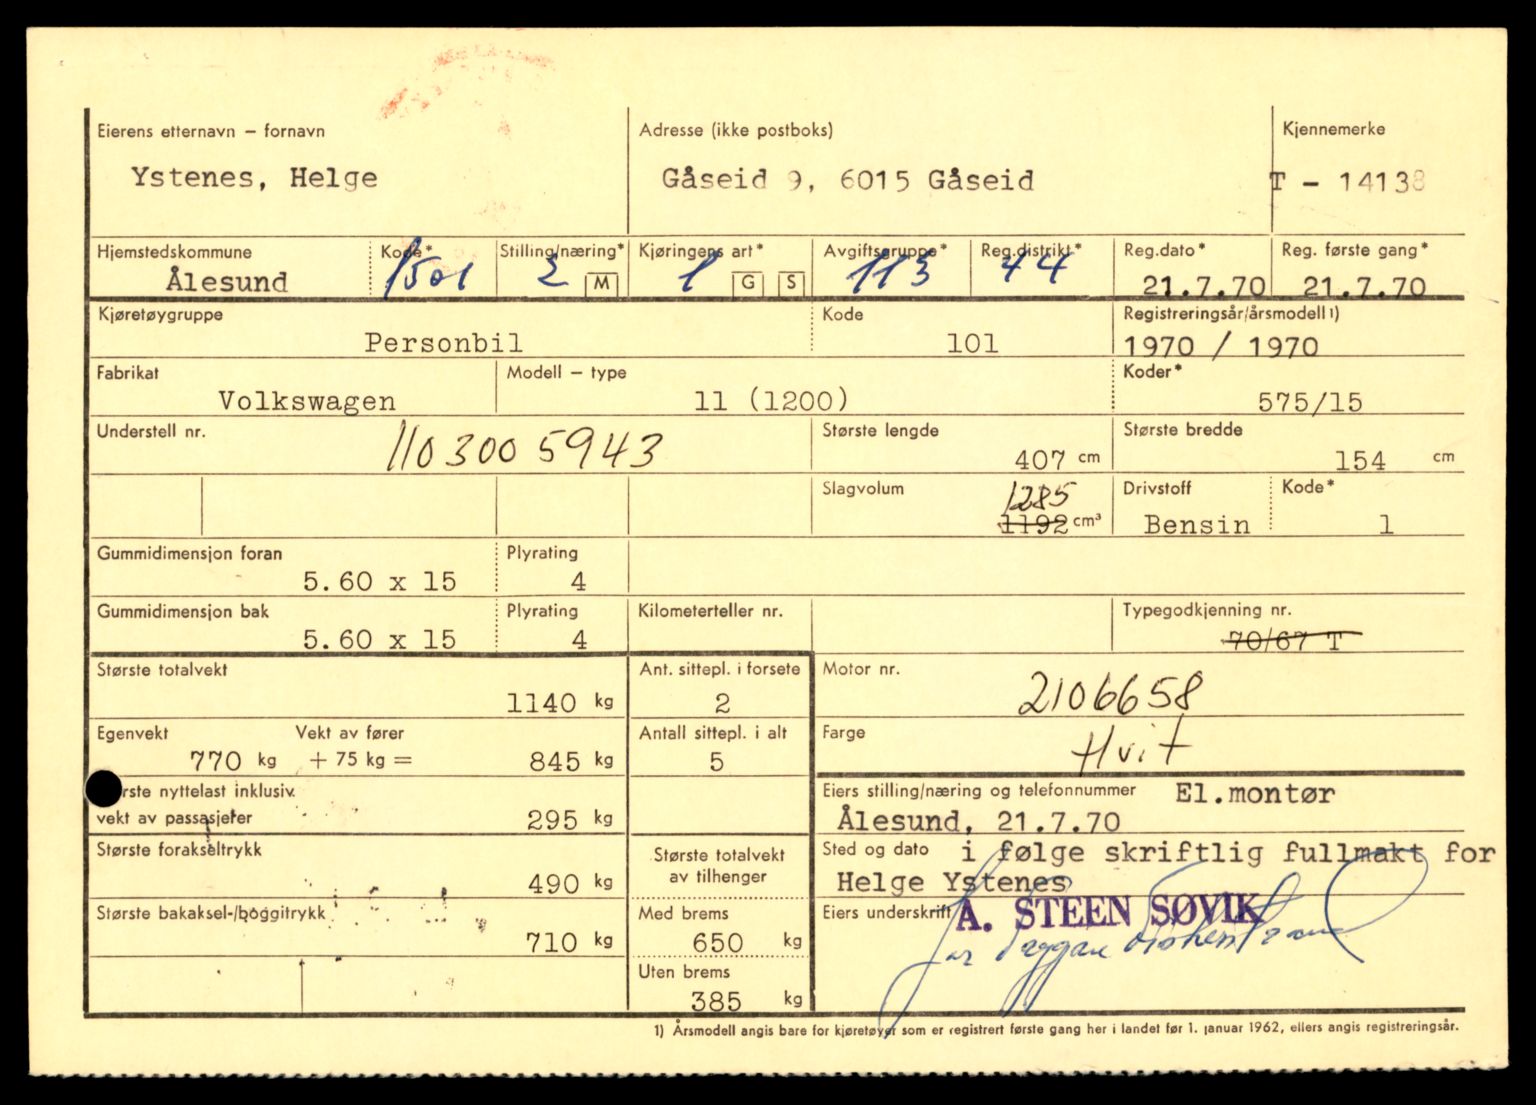 Eierens etternavn – fornavn Adresse (ikke postboks) Kjennemerke
Ystenes, Helge Gåseid 9, 6015 Gåseid T - 14138
Hjemstedskommune Kode* Stilling/næring* Kjøringens art* Avgiftsgruppe* Reg.distrikt* Reg.dato* Reg. første gang*
Ålesund 1501 2 M 1 G S 113 44 21.7.70 21.7.70
Kjøretøygruppe Kode Registreringsår/årsmodell 1)
Personbil 101 1970 / 1970
Fabrikat Modell – type Koder*
Volkswagen 11 (1200) 575/15
Understell nr. Største lengde Største bredde
110 300 5943 407 cm 154 cm
Slagvolum 1285 Drivstoff Kode*
1192 cm³ Bensin 1
Gummidimensjon foran Plyrating
5.60 x 15 4
Gummidimensjon bak Plyrating Kilometerteller nr. Typegodkjenning nr.
5.60 x 15 4 70/67 T
Største totalvekt Ant. sittepl. i forsete Motor nr.
1140 kg 2 2106658
Egenvekt Vekt av fører Antall sittepl. i alt Farge
770 kg + 75 kg = 845 kg 5 Hvit
rste nyttelast inklusiv. Eiers stilling/næring og telefonnummer El.montør
vekt av passasjerer 295 kg Ålesund, 21.7.70
Største forakseltrykk Største totalvekt Sted og dato i følge skriftlig fullmakt for
490 kg av tilhenger Helge Ystenes
Største bakaksel-/boggitrykk Med brems Eiers underskrift A. STEEN SØVIK
710 kg 650 kg
Uten brems
385 kg
1) Årsmodell angis bare for kjøretøyer som er registrert første gang her i landet før 1. januar 1962, ellers angis registreringsår.